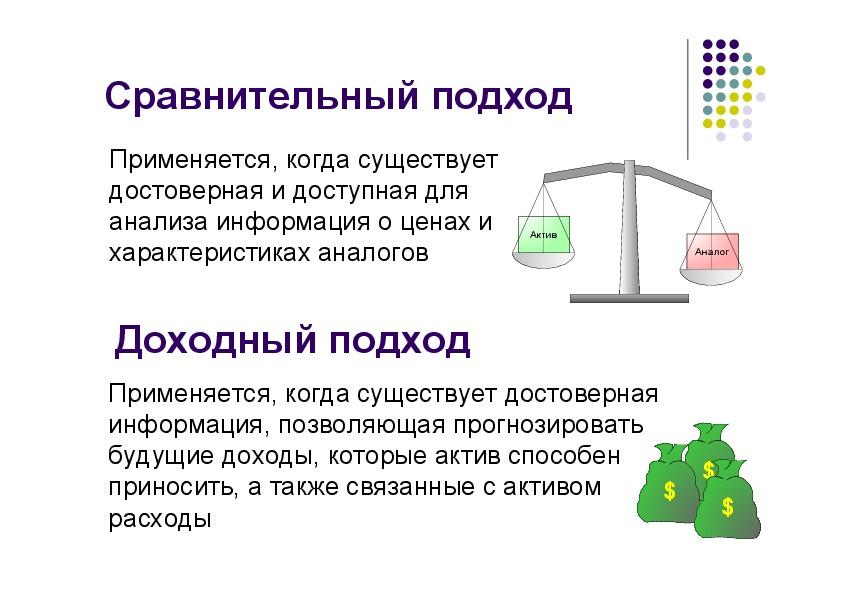 Сравнительный подход
Применяется, когда существует
достоверная и доступная для
анализа информация о ценах и
характеристиках аналогов
Актив
Аналог
Доходный подход
Применяется, когда существует достоверная
информация, позволяющая прогнозировать
будущие доходы, которые актив способен
приносить, а также связанные с активом
расходы
$
$
$